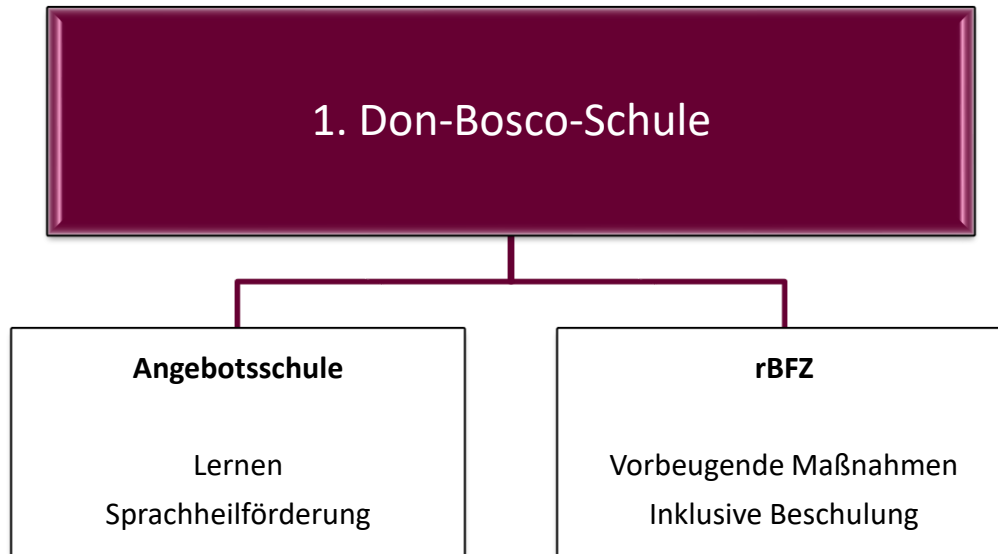 1. Don-Bosco-Schule
Angebotsschule
Lernen
Sprachheilförderung
rBFZ
Vorbeugende Maßnahmen
Inklusive Beschulung